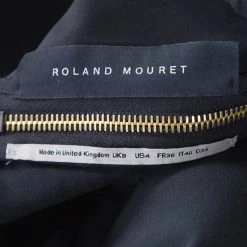 ROLAND MOURET
Made in United Kingdom UK8 US4 FR36 IT40 D34